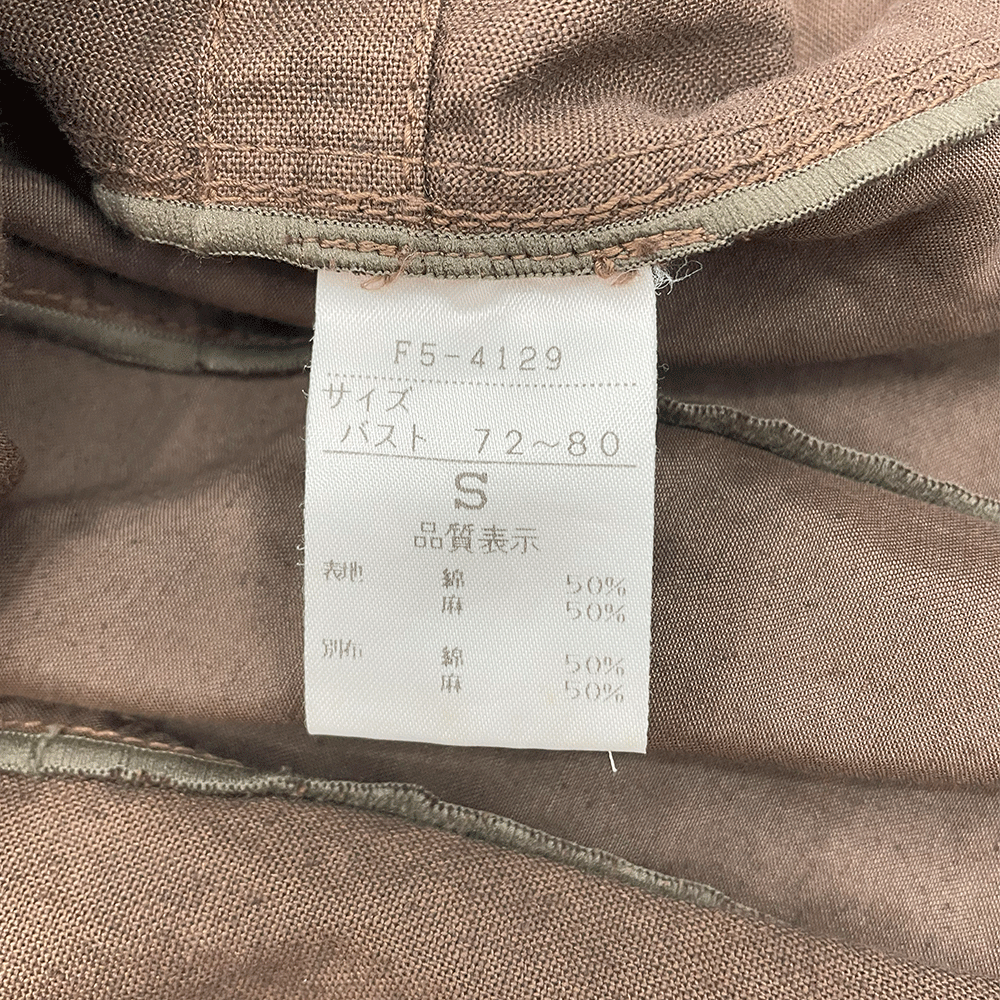 F5-4129
サイズ
バスト 72～80
S
品質表示
表地 綿 50%
麻 50%
別布 綿 50%
麻 50%